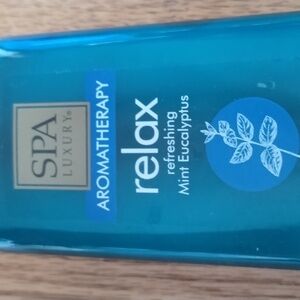 SPA
LUXURY®
AROMATHERAPY
relax
refreshing
Mint Eucalyptus